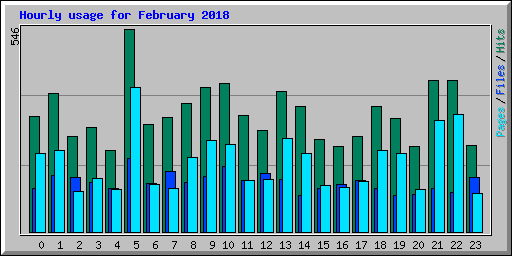 Hourly usage for February 2018
546
Pages/Files/Hits
0 1 2 3 4 5 6 7 8 9 10 11 12 13 14 15 16 17 18 19 20 21 22 23